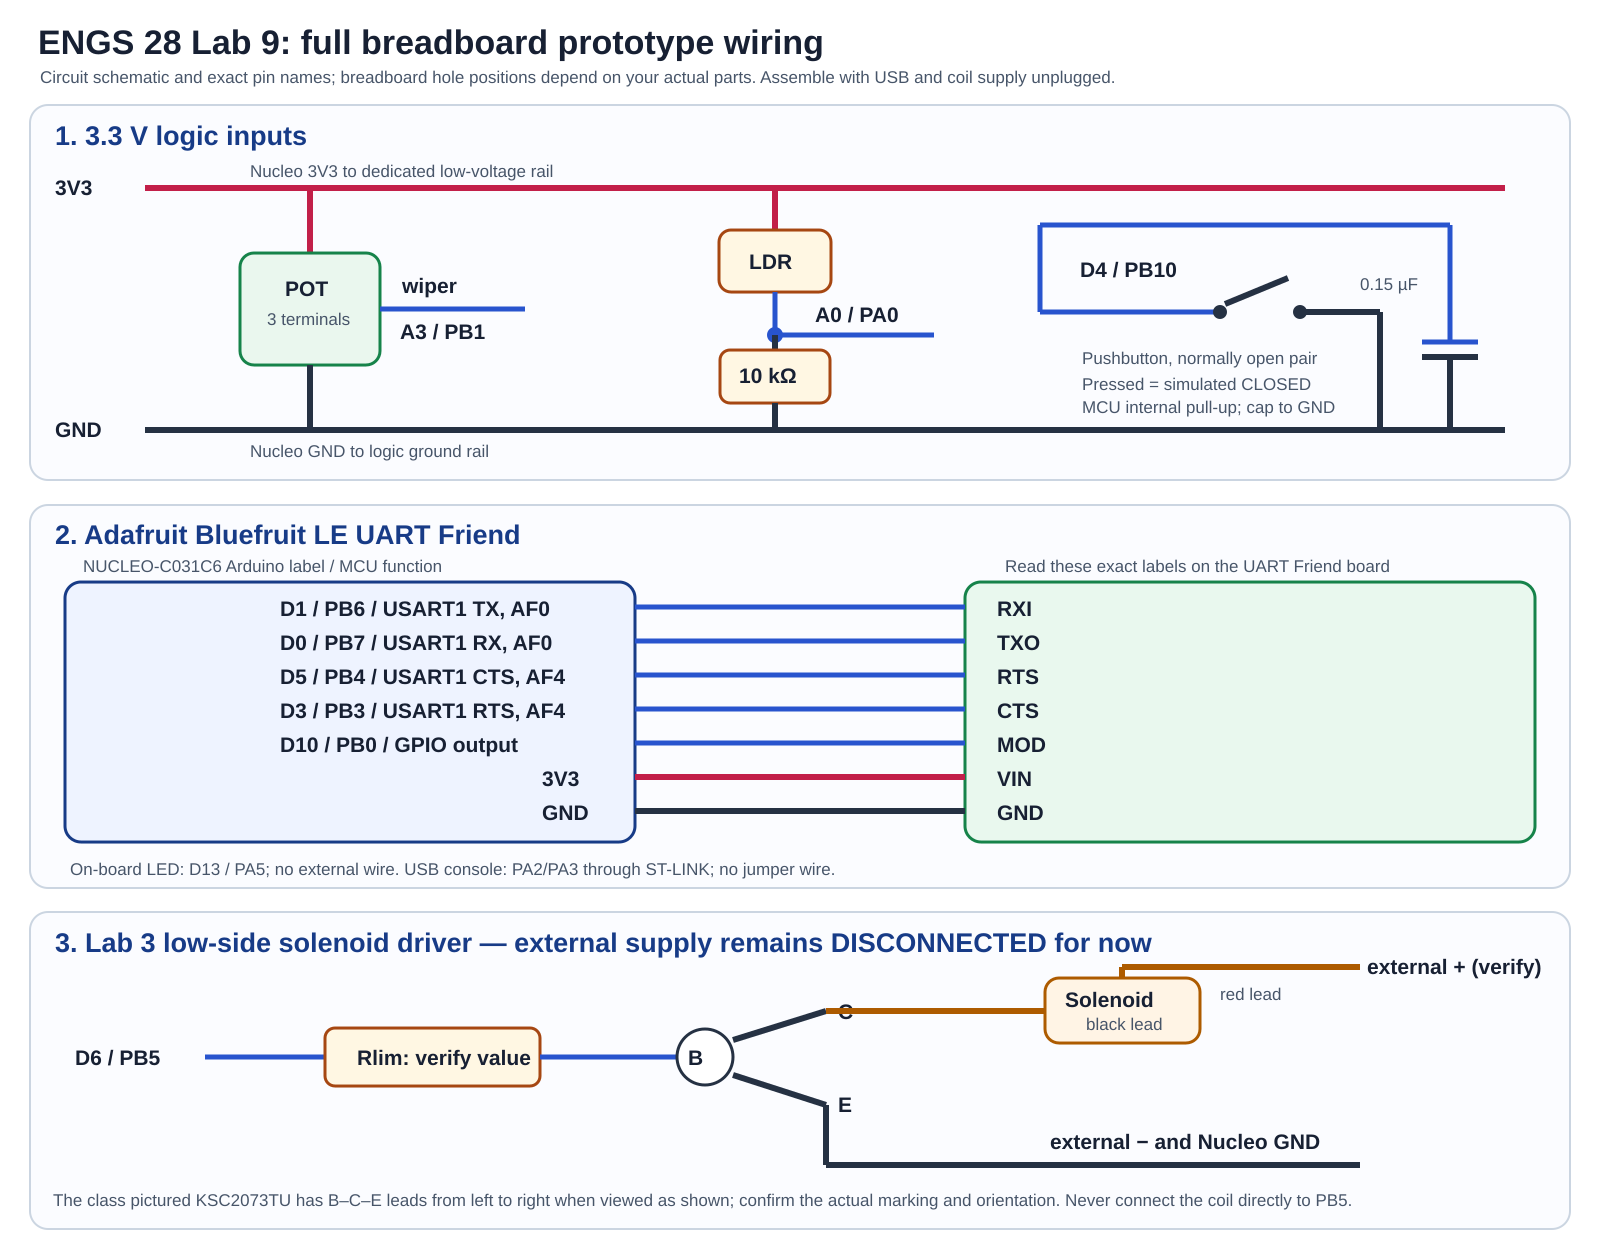 ENGS 28 Lab 9: full breadboard prototype wiring
Circuit schematic and exact pin names; breadboard hole positions depend on your actual parts. Assemble with USB and coil supply unplugged.
1. 3.3 V logic inputs
Nucleo 3V3 to dedicated low-voltage rail
3V3
POT
3 terminals
wiper
A3 / PB1
LDR
A0 / PA0
10 kΩ
D4 / PB10
0.15 µF
Pushbutton, normally open pair
Pressed = simulated CLOSED
MCU internal pull-up; cap to GND
GND
Nucleo GND to logic ground rail
2. Adafruit Bluefruit LE UART Friend
NUCLEO-C031C6 Arduino label / MCU function
Read these exact labels on the UART Friend board
D1 / PB6 / USART1 TX, AF0
RXI
D0 / PB7 / USART1 RX, AF0
TXO
D5 / PB4 / USART1 CTS, AF4
RTS
D3 / PB3 / USART1 RTS, AF4
CTS
D10 / PB0 / GPIO output
MOD
3V3
VIN
GND
GND
On-board LED: D13 / PA5; no external wire. USB console: PA2/PA3 through ST-LINK; no jumper wire.
3. Lab 3 low-side solenoid driver — external supply remains DISCONNECTED for now
external + (verify)
red lead
Solenoid
black lead
C
D6 / PB5
Rlim: verify value
B
E
external − and Nucleo GND
The class pictured KSC2073TU has B–C–E leads from left to right when viewed as shown; confirm the actual marking and orientation. Never connect the coil directly to PB5.